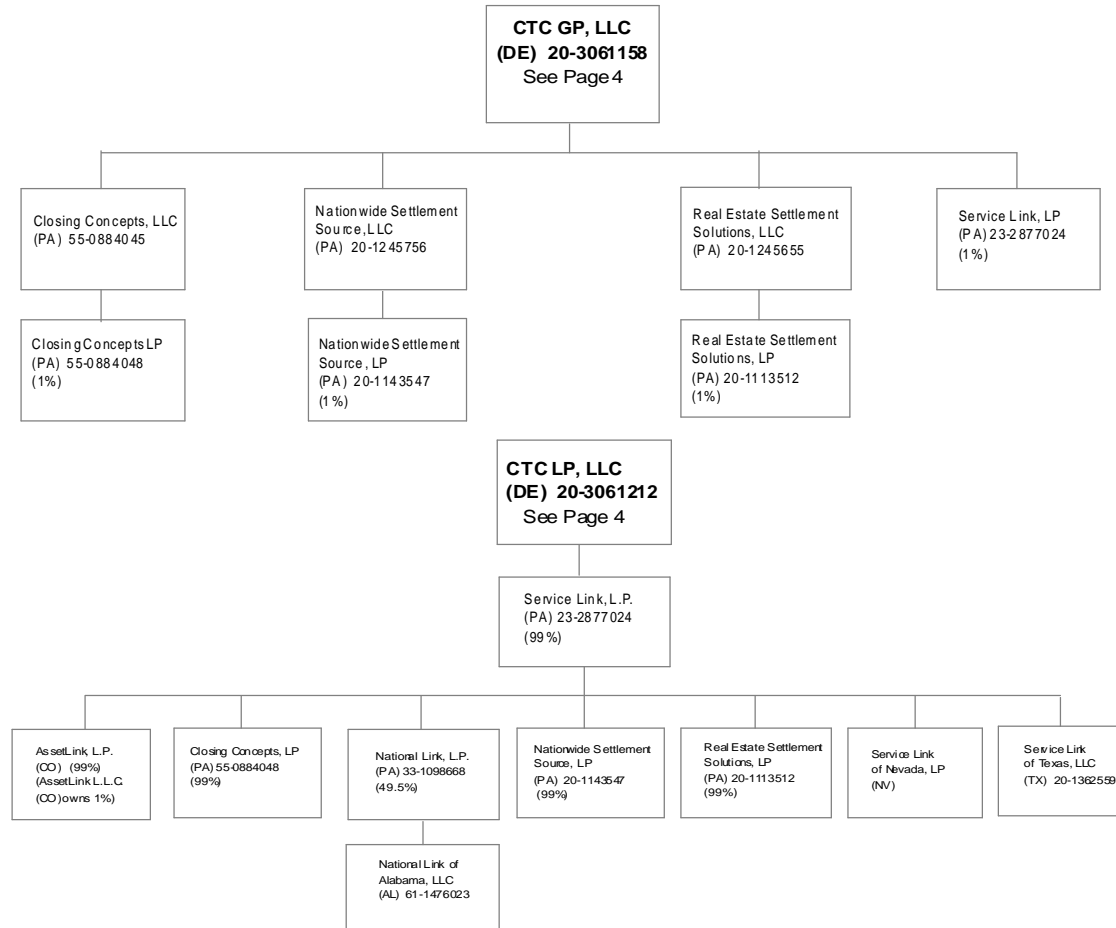 CTC GP, LLC
(DE) 20-3061158
See Page 4
Closing Concepts, LLC
(PA) 55-0884045
Nationwide Settlement
Source, LLC
(PA) 20-1245756
Real Estate Settlement
Solutions, LLC
(PA) 20-1245655
Service Link, LP
(PA) 23-2877024
(1%)
Closing Concepts LP
(PA) 55-0884048
(1%)
Nationwide Settlement
Source, LP
(PA) 20-1143547
(1%)
Real Estate Settlement
Solutions, LP
(PA) 20-1113512
(1%)
CTC LP, LLC
(DE) 20-3061212
See Page 4
Service Link, L.P.
(PA) 23-2877024
(99%)
AssetLink, L.P.
(CO) (99%)
(AssetLink L.L.C.
(CO) owns 1%)
Closing Concepts, LP
(PA) 55-0884048
(99%)
National Link, L.P.
(PA) 33-1098668
(49.5%)
Nationwide Settlement
Source, LP
(PA) 20-1143547
(99%)
Real Estate Settlement
Solutions, LP
(PA) 20-1113512
(99%)
Service Link
of Nevada, LP
(NV)
Service Link
of Texas, LLC
(TX) 20-1362559
National Link of
Alabama, LLC
(AL) 61-1476023